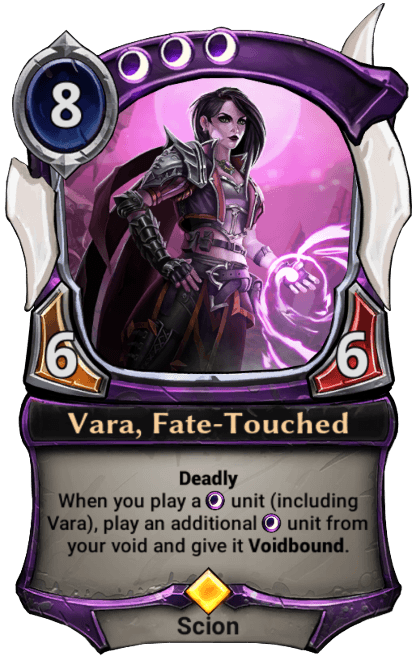 8
6
6
Vara, Fate-Touched
Deadly
When you play a unit (including
Vara), play an additional unit from
your void and give it Voidbound.
Scion